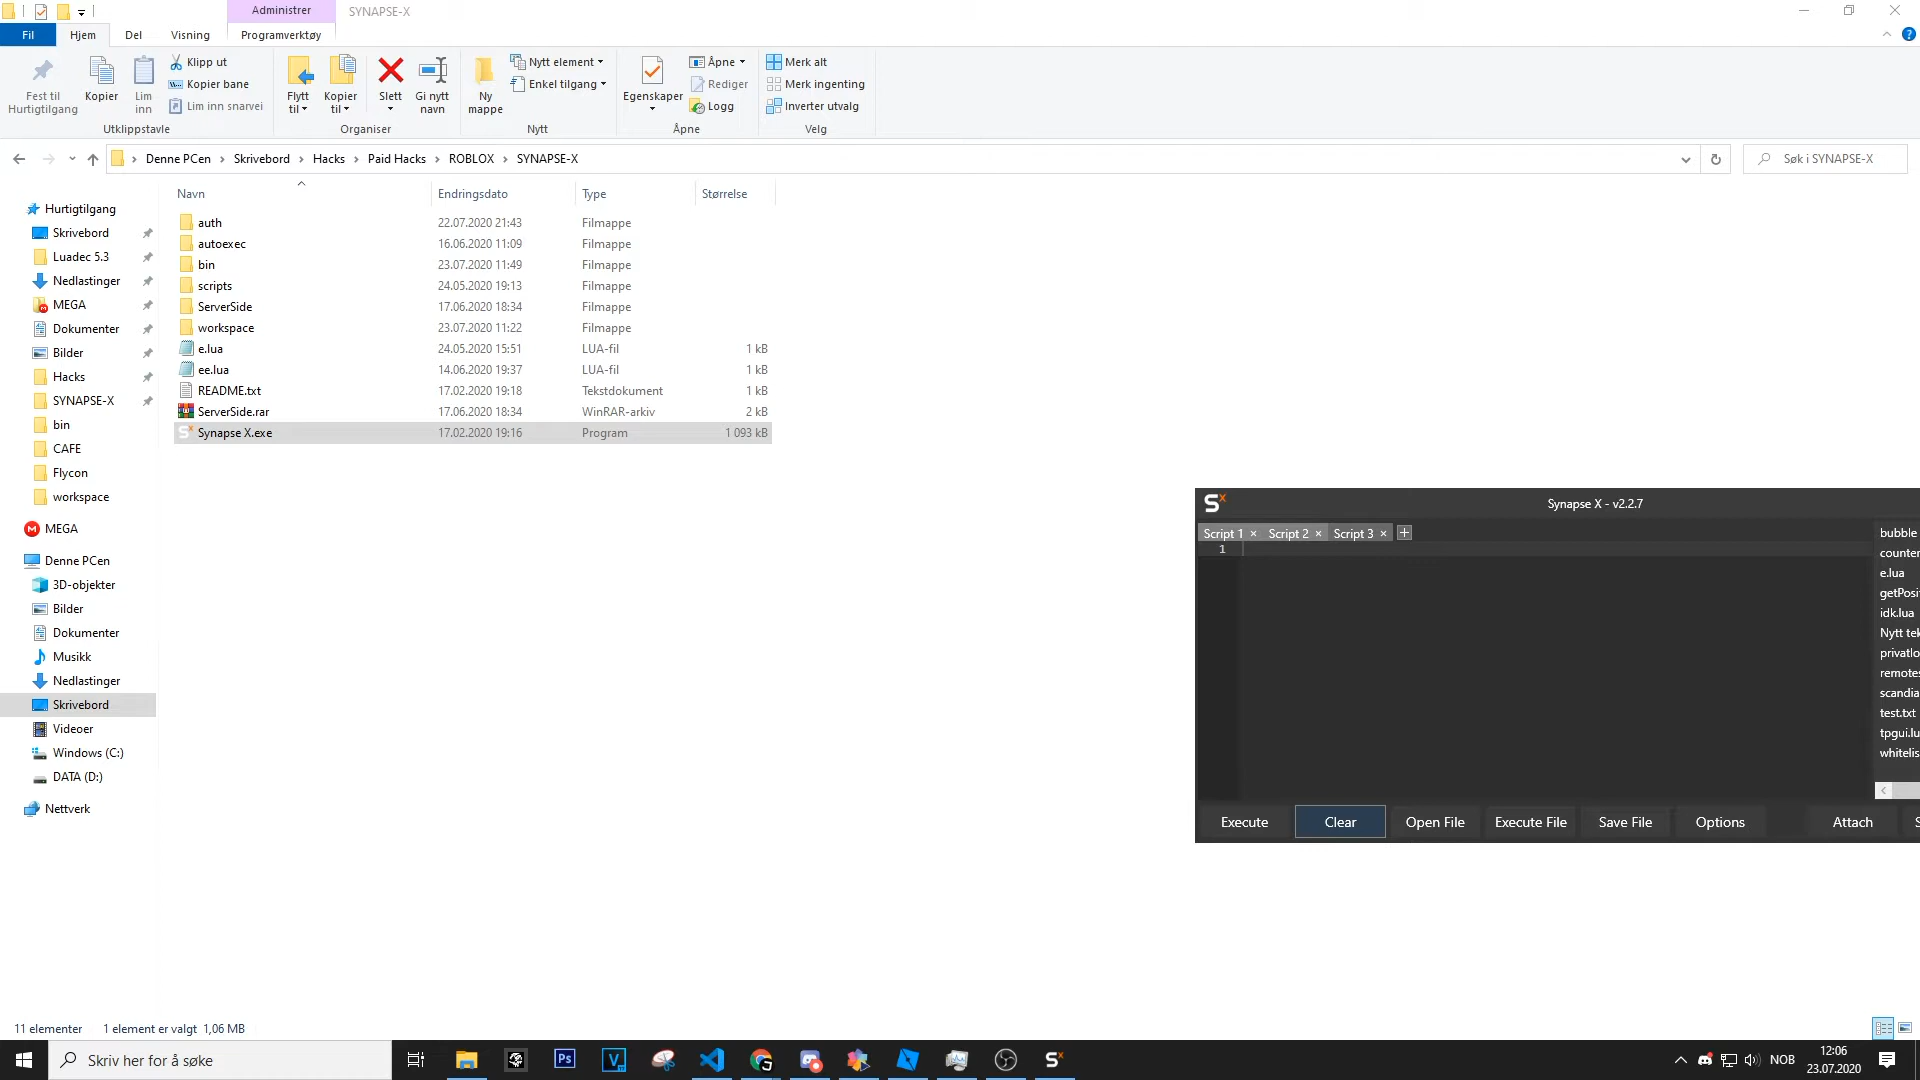 Administrer SYNAPSE-X
Fil Hjem Del Visning Programverktøy
Fest til Hurtigtilgang
Kopier
Lim inn
Klipp ut
Kopier bane
Lim inn snarvei
Utklippstavle
Flytt til
Kopier til
Slett
Gi nytt navn
Organiser
Ny mappe
Nytt element
Enkel tilgang
Nytt
Egenskaper
Åpne
Rediger
Logg
Åpne
Merk alt
Merk ingenting
Inverter utvalg
Velg
Denne PCen Skrivebord Hacks Paid Hacks ROBLOX SYNAPSE-X
Søk i SYNAPSE-X
Hurtigtilgang
Skrivebord
Luadec 5.3
Nedlastinger
MEGA
Dokumenter
Bilder
Hacks
SYNAPSE-X
bin
CAFE
Flycon
workspace
MEGA
Denne PCen
3D-objekter
Bilder
Dokumenter
Musikk
Nedlastinger
Skrivebord
Videoer
Windows (C:)
DATA (D:)
Nettverk
Navn Endringsdato Type Størrelse
auth 22.07.2020 21:43 Filmappe
autoexec 16.06.2020 11:09 Filmappe
bin 23.07.2020 11:49 Filmappe
scripts 24.05.2020 19:13 Filmappe
ServerSide 17.06.2020 18:34 Filmappe
workspace 23.07.2020 11:22 Filmappe
e.lua 24.05.2020 15:51 LUA-fil 1 kB
ee.lua 14.06.2020 19:37 LUA-fil 1 kB
README.txt 17.02.2020 19:18 Tekstdokument 1 kB
ServerSide.rar 17.06.2020 18:34 WinRAR-arkiv 2 kB
Synapse X.exe 17.02.2020 19:16 Program 1 093 kB
Synapse X - v2.2.7
Script 1 × Script 2 × Script 3 × +
1
bubble
counter
e.lua
getPosi
idk.lua
Nytt tek
privatlo
remotes
scandia
test.txt
tpgui.lu
whitelis
Execute Clear Open File Execute File Save File Options Attach S
11 elementer 1 element er valgt 1,06 MB
Skriv her for å søke
Ps
NOB
12:06
23.07.2020